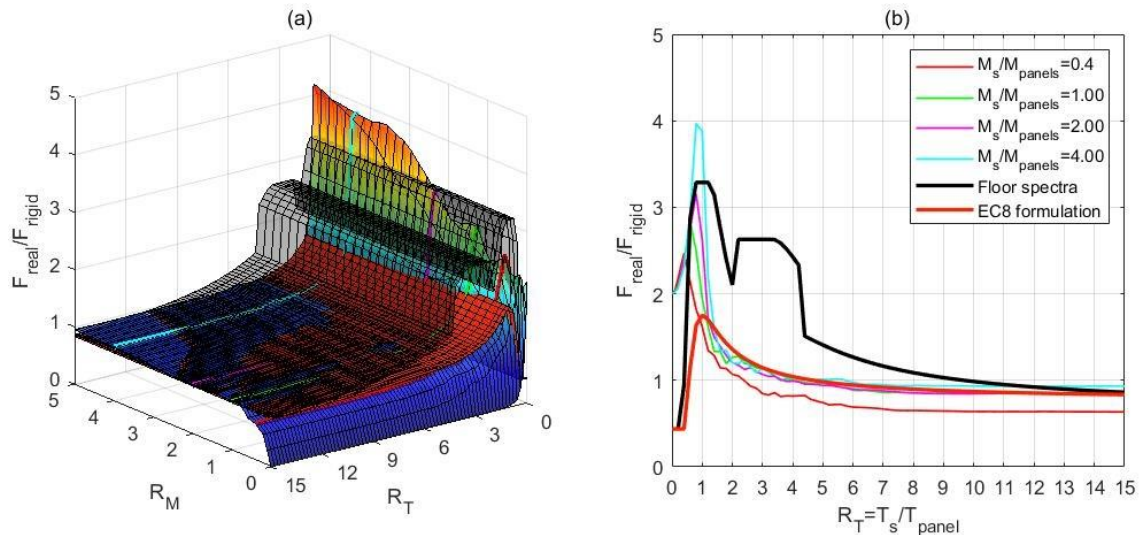 (a)
5
4
3
2
1
0
F_real/F_rigid
5
4
3
2
1
0
R_M
15
12
9
6
3
0
R_T
(b)
5
4
3
2
1
0
F_real/F_rigid
M_s/M_panels=0.4
M_s/M_panels=1.00
M_s/M_panels=2.00
M_s/M_panels=4.00
Floor spectra
EC8 formulation
0 1 2 3 4 5 6 7 8 9 10 11 12 13 14 15
R_T=T_s/T_panel